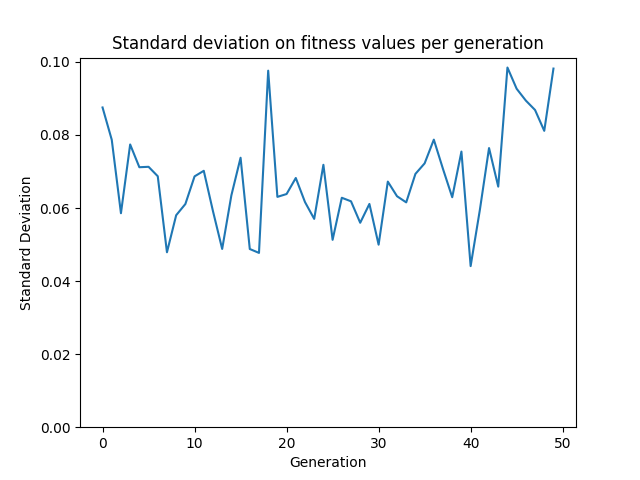 Standard deviation on fitness values per generation
0.10
0.08
0.06
0.04
0.02
0.00
Standard Deviation
0 10 20 30 40 50
Generation